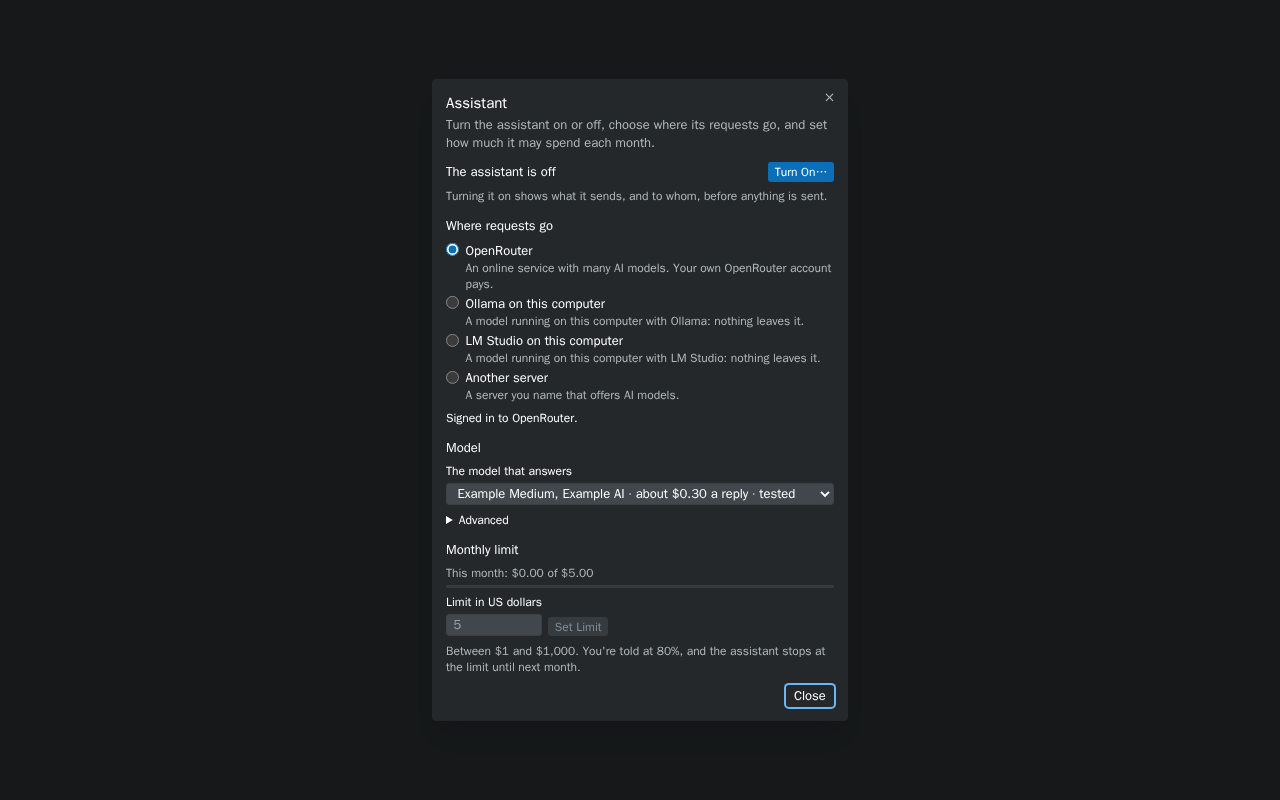 Assistant
Turn the assistant on or off, choose where its requests go, and set
how much it may spend each month.
The assistant is off
Turn On…
Turning it on shows what it sends, and to whom, before anything is sent.
Where requests go
OpenRouter
An online service with many AI models. Your own OpenRouter account
pays.
Ollama on this computer
A model running on this computer with Ollama: nothing leaves it.
LM Studio on this computer
A model running on this computer with LM Studio: nothing leaves it.
Another server
A server you name that offers AI models.
Signed in to OpenRouter.
Model
The model that answers
Example Medium, Example AI · about $0.30 a reply · tested
Advanced
Monthly limit
This month: $0.00 of $5.00
Limit in US dollars
5
Set Limit
Between $1 and $1,000. You're told at 80%, and the assistant stops at
the limit until next month.
Close